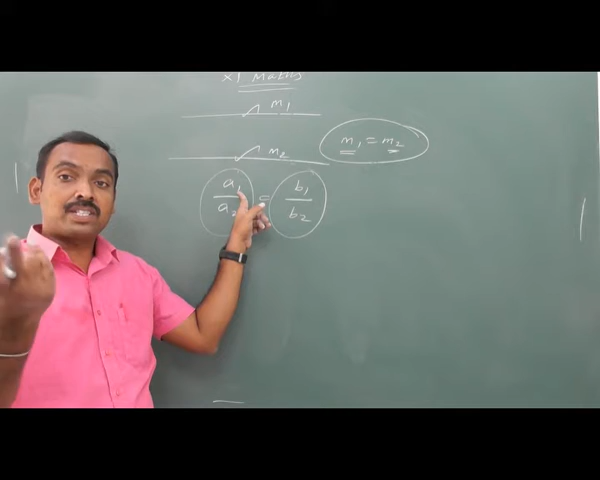 XI Maths
m₁
m₂
m₁ = m₂
a₁/a₂ = b₁/b₂